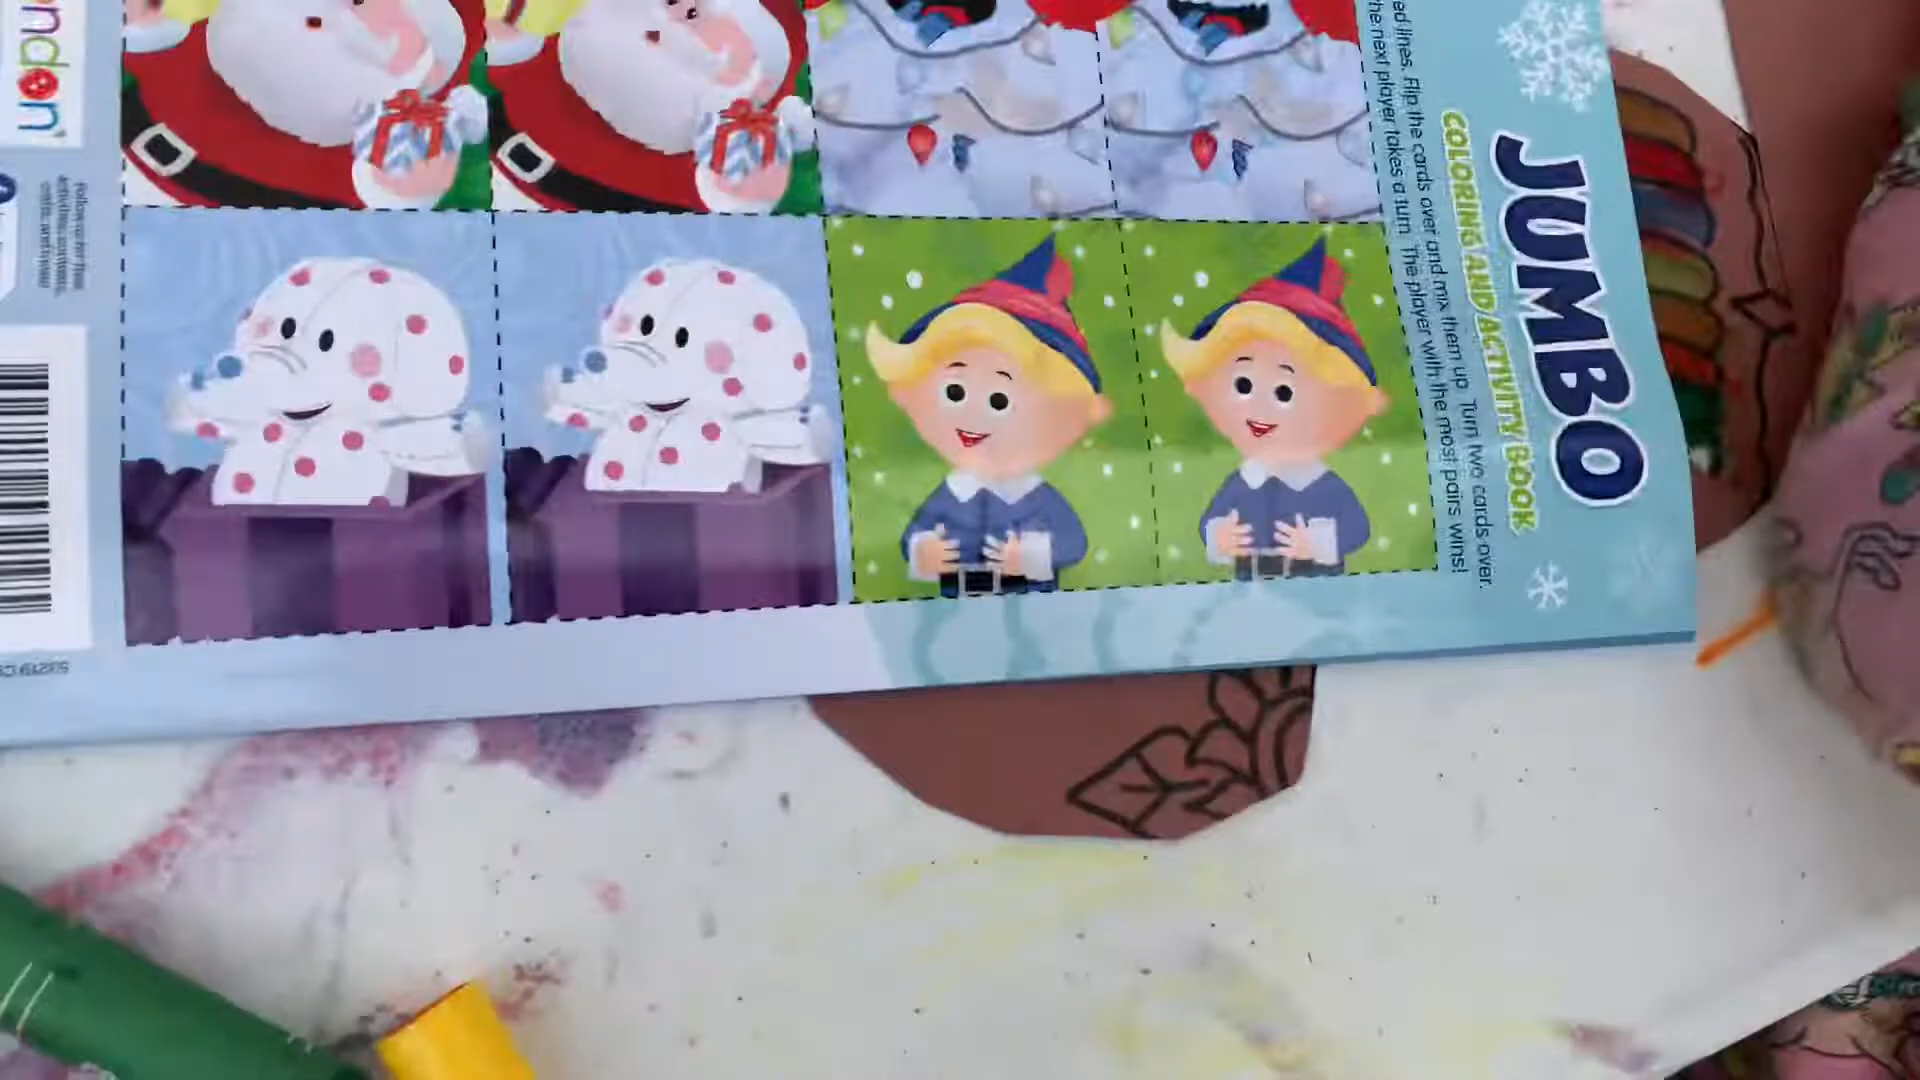 JUMBO
COLORING AND ACTIVITY BOOK
ed lines. Flip the cards over and mix them up. Turn two cards over.
the next player takes a turn. The player with the most pairs wins!
ndon